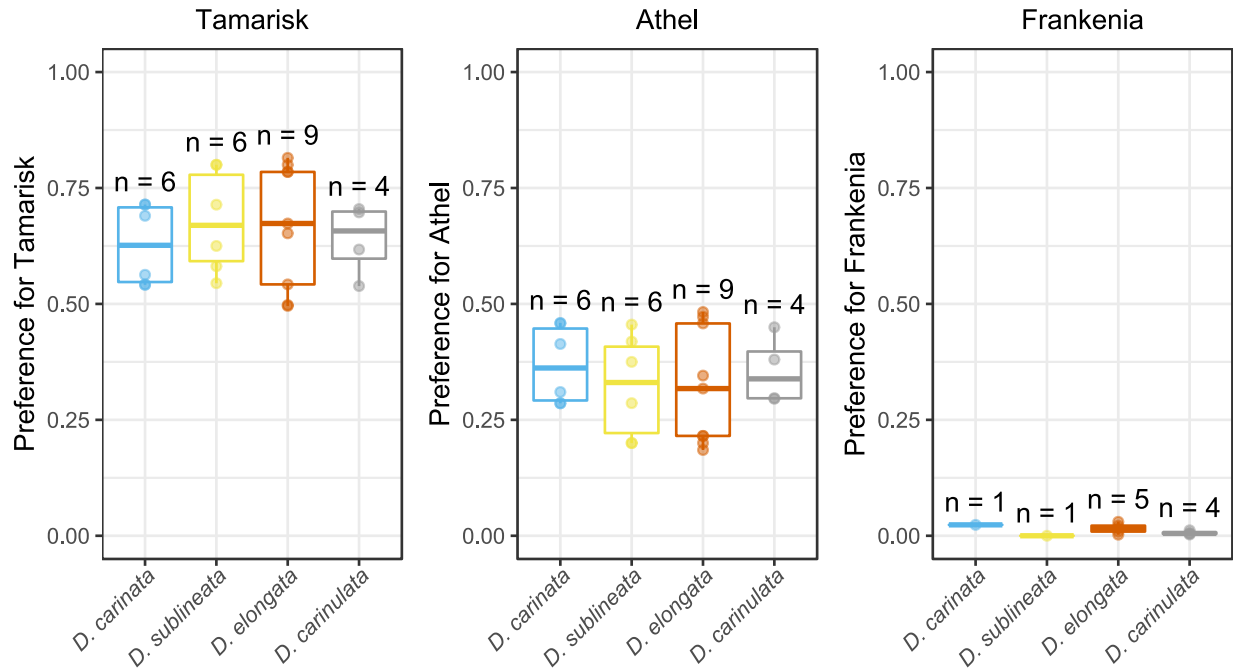 Tamarisk
Preference for Tamarisk
1.00
0.75
0.50
0.25
0.00
n = 6
n = 6
n = 9
n = 4
D. carinata
D. sublineata
D. elongata
D. carinulata
Athel
Preference for Athel
1.00
0.75
0.50
0.25
0.00
n = 6
n = 6
n = 9
n = 4
D. carinata
D. sublineata
D. elongata
D. carinulata
Frankenia
Preference for Frankenia
1.00
0.75
0.50
0.25
0.00
n = 1
n = 1
n = 5
n = 4
D. carinata
D. sublineata
D. elongata
D. carinulata